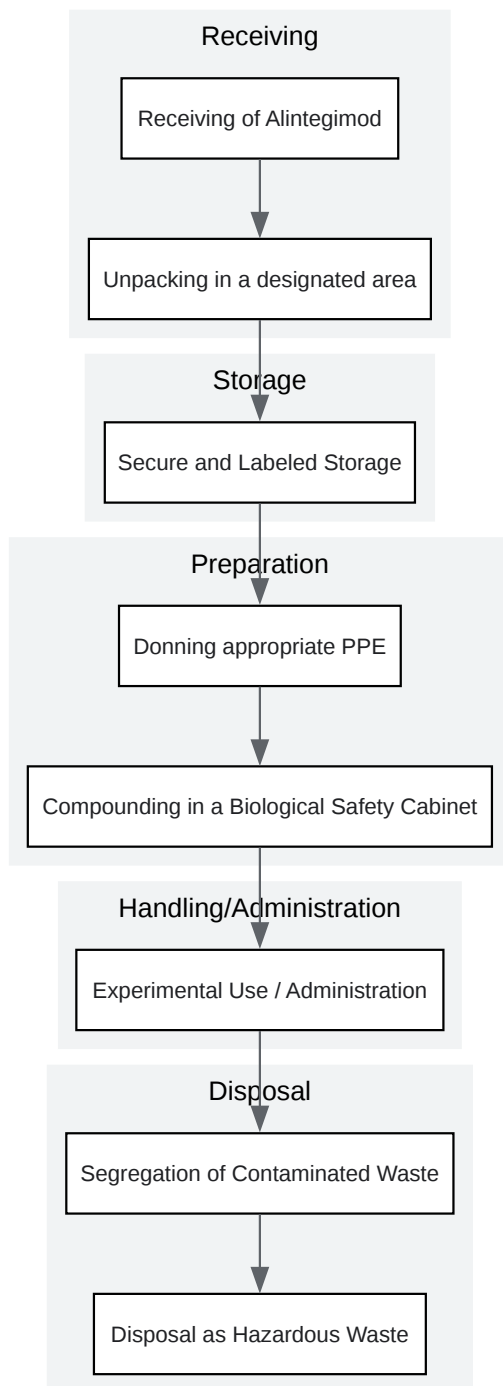 Receiving
Receiving of Alintegimod
Unpacking in a designated area
Storage
Secure and Labeled Storage
Preparation
Donning appropriate PPE
Compounding in a Biological Safety Cabinet
Handling/Administration
Experimental Use / Administration
Disposal
Segregation of Contaminated Waste
Disposal as Hazardous Waste